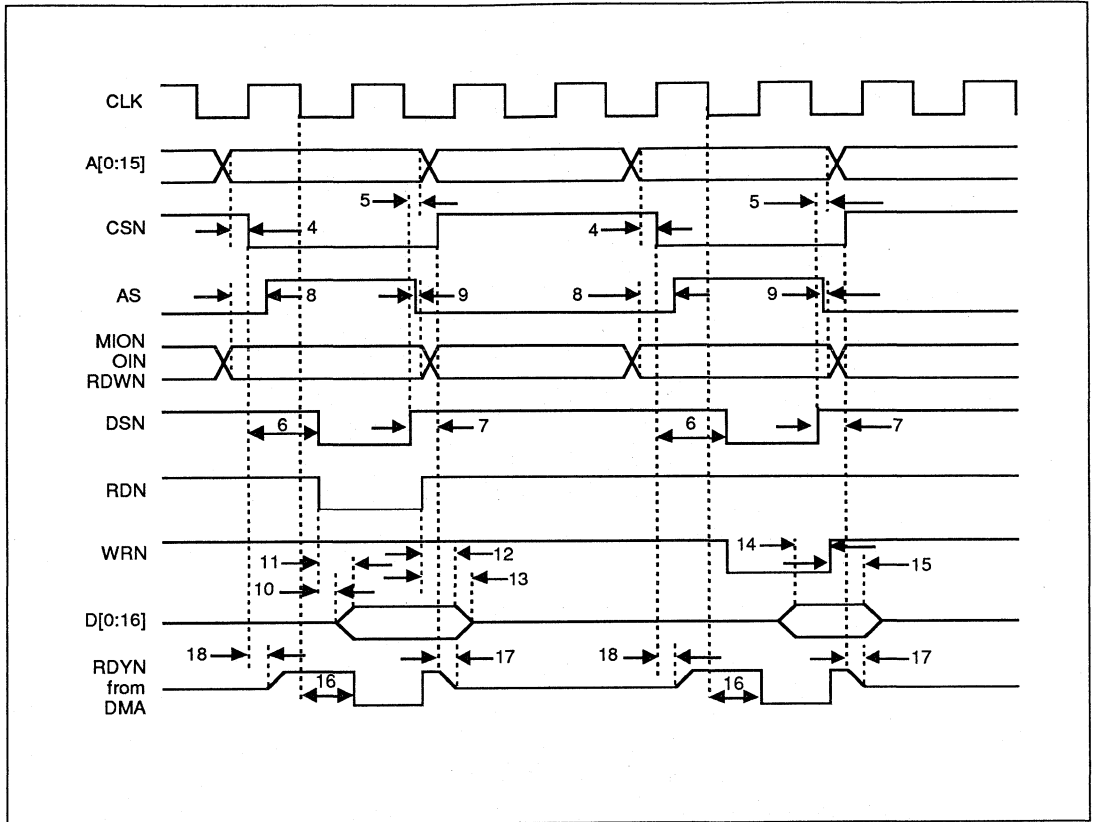 CLK
A[0:15]
5 5
CSN 4 4
AS 8 9 8 9
MION
OIN
RDWN
DSN 6 7 6 7
RDN
WRN 14
11 12 15
10 13
D[0:16]
18 17 18 17
RDYN 16 16
from
DMA